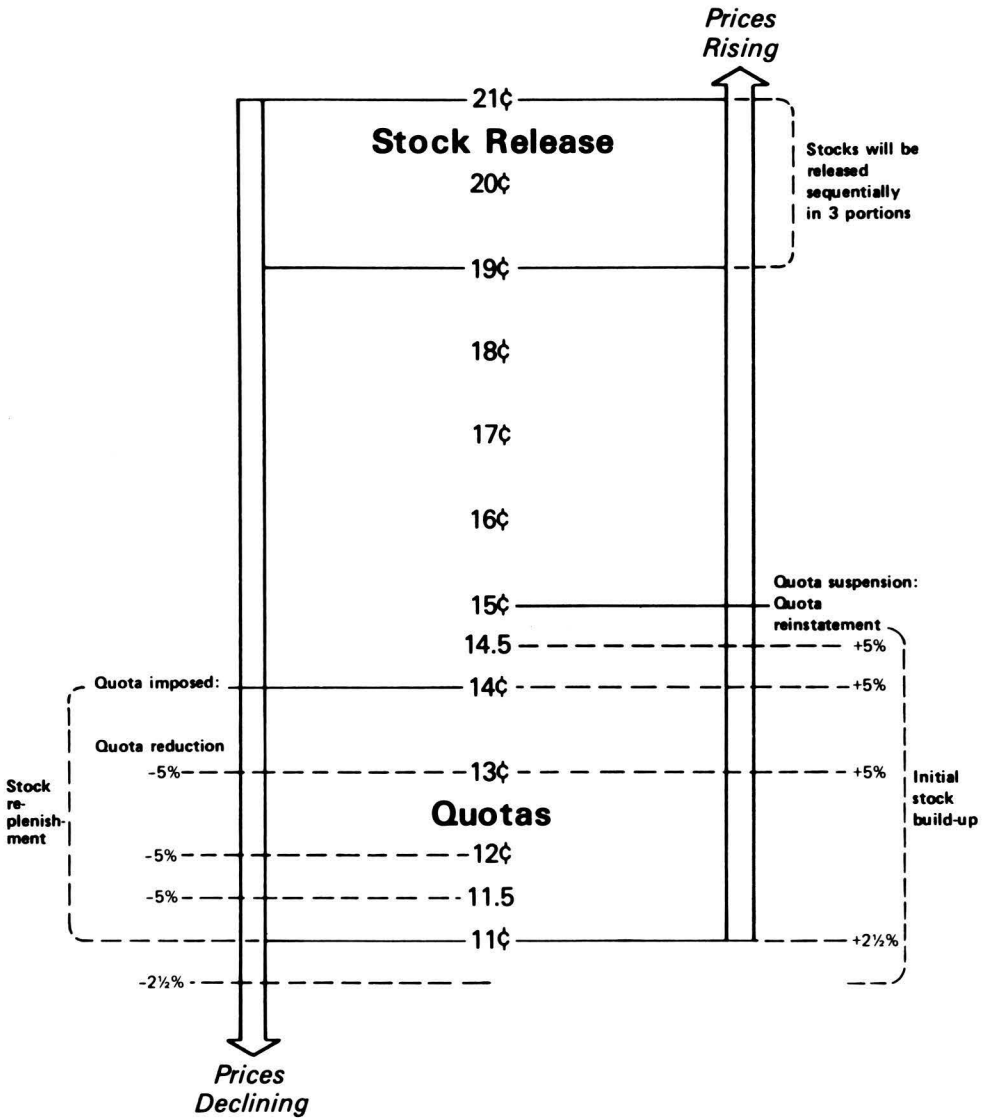 Prices
Rising
21¢
Stock Release
Stocks will be
released
sequentially
in 3 portions
20¢
19¢
18¢
17¢
16¢
15¢
Quota suspension:
Quota
reinstatement
14.5
+5%
Quota imposed:
14¢
+5%
Quota reduction
-5%
13¢
+5%
Stock
re-
plenish-
ment
Quotas
Initial
stock
build-up
-5%
12¢
-5%
11.5
11¢
+2½%
-2½%
Prices
Declining